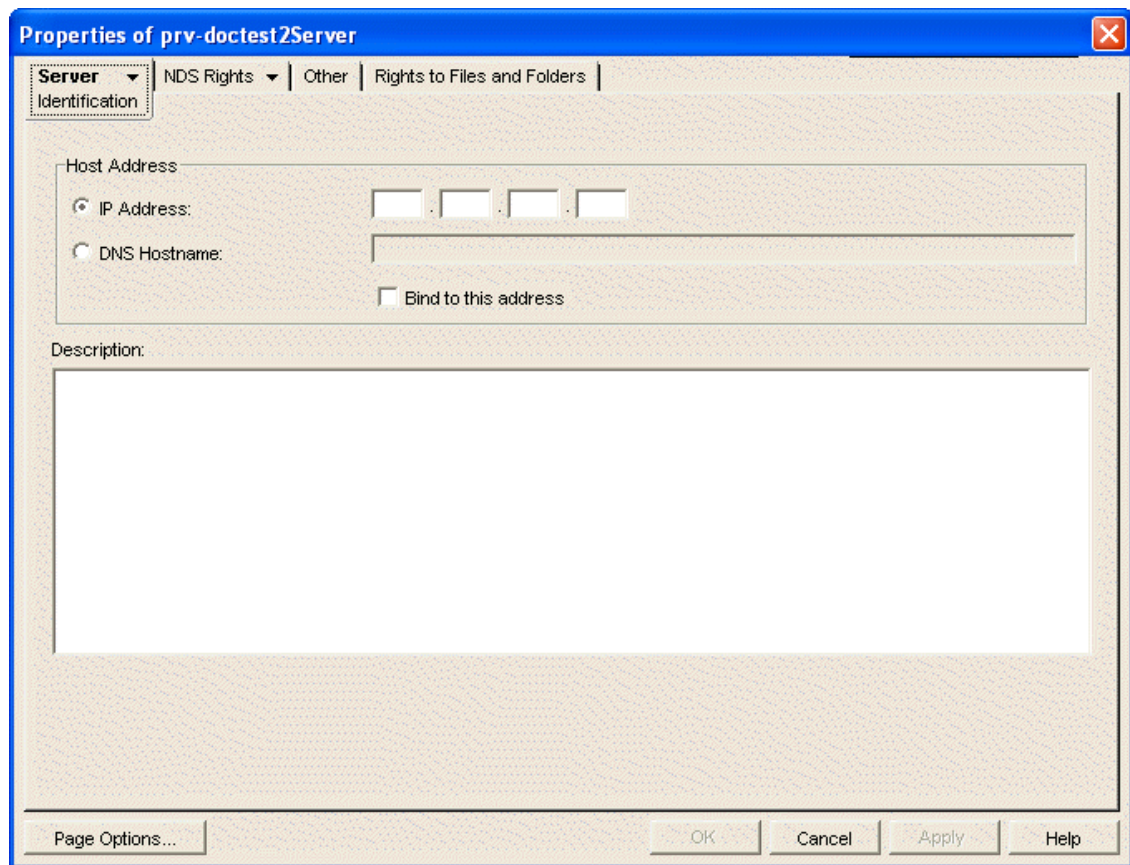 Properties of prv-doctest2Server
Server NDS Rights Other Rights to Files and Folders
Identification
Host Address
IP Address: . . .
DNS Hostname:
Bind to this address
Description:
Page Options... OK Cancel Apply Help